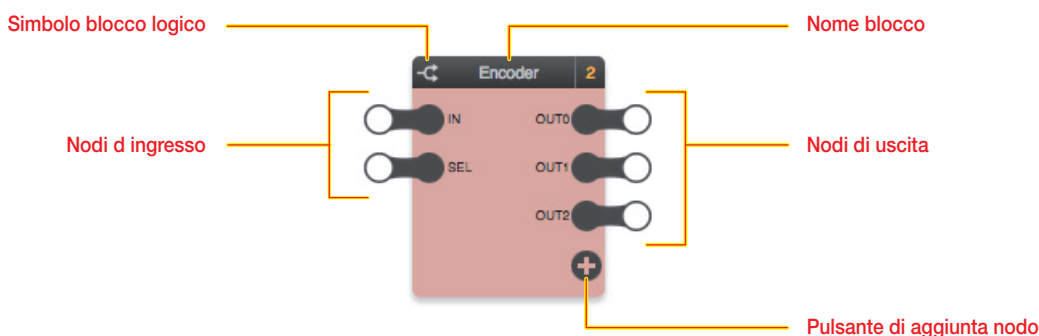 Simbolo blocco logico
Nome blocco
Encoder 2
Nodi d ingresso
IN
SEL
OUT0
OUT1
OUT2
Nodi di uscita
Pulsante di aggiunta nodo